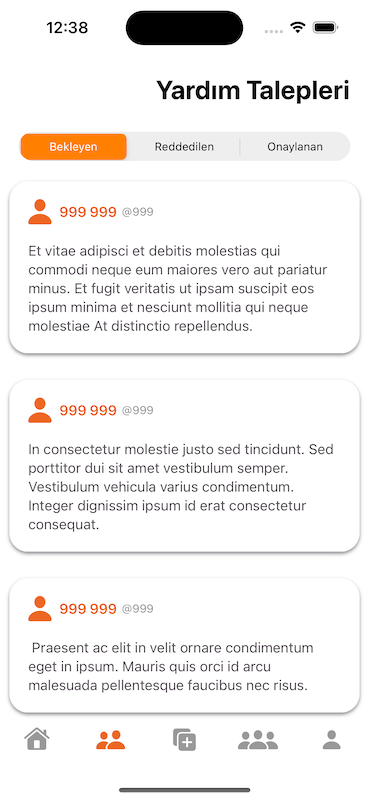 12:38
Yardım Talepleri
Bekleyen Reddedilen Onaylanan
999 999 @999
Et vitae adipisci et debitis molestias qui
commodi neque eum maiores vero aut pariatur
minus. Et fugit veritatis ut ipsam suscipit eos
ipsum minima et nesciunt mollitia qui neque
molestiae At distinctio repellendus.
999 999 @999
In consectetur molestie justo sed tincidunt. Sed
porttitor dui sit amet vestibulum semper.
Vestibulum vehicula varius condimentum.
Integer dignissim ipsum id erat consectetur
consequat.
999 999 @999
Praesent ac elit in velit ornare condimentum
eget in ipsum. Mauris quis orci id arcu
malesuada pellentesque faucibus nec risus.